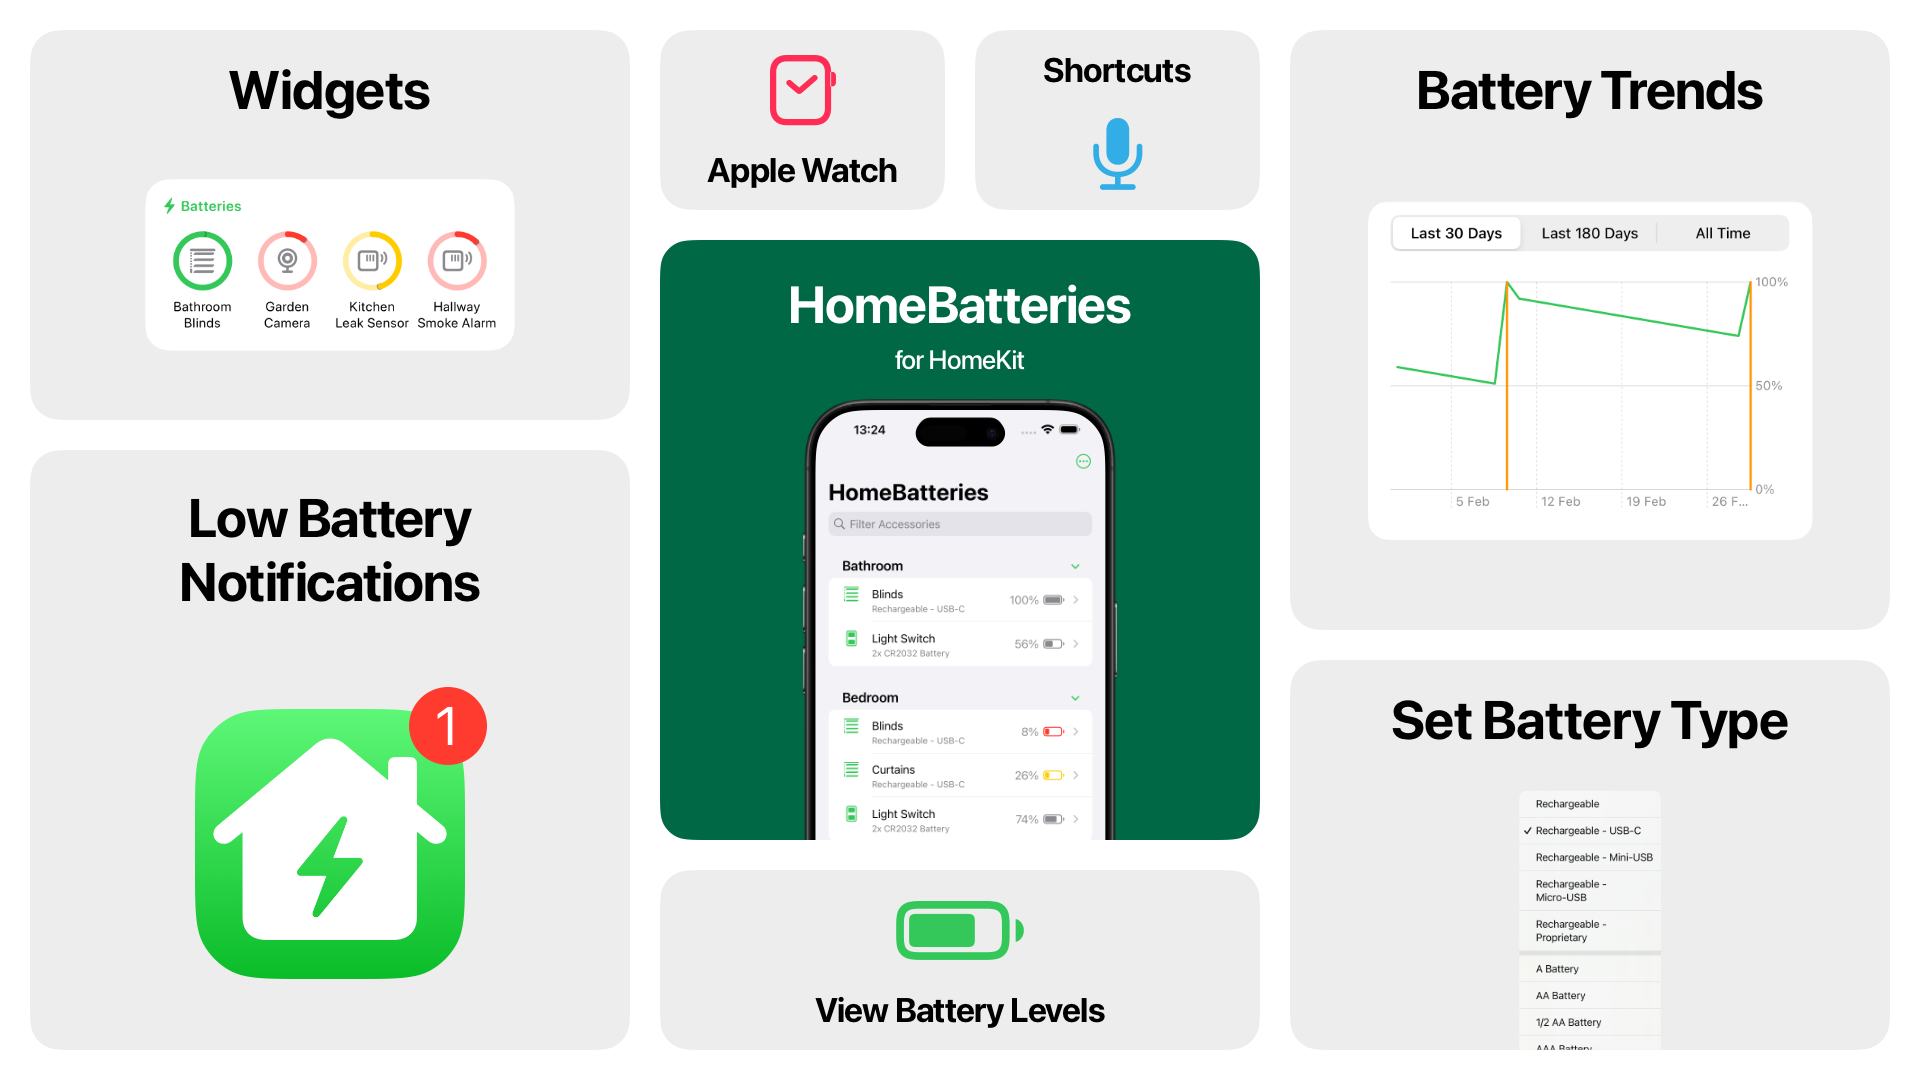 Widgets
Batteries
Bathroom
Blinds
Garden
Camera
Kitchen
Leak Sensor
Hallway
Smoke Alarm
Low Battery
Notifications
1
Apple Watch
Shortcuts
HomeBatteries
for HomeKit
13:24
HomeBatteries
Filter Accessories
Bathroom
Blinds
Rechargeable - USB-C
100%
Light Switch
2x CR2032 Battery
56%
Bedroom
Blinds
Rechargeable - USB-C
8%
Curtains
Rechargeable - USB-C
26%
Light Switch
2x CR2032 Battery
74%
View Battery Levels
Battery Trends
Last 30 Days Last 180 Days All Time
100%
50%
0%
5 Feb 12 Feb 19 Feb 26 F...
Set Battery Type
Rechargeable
Rechargeable - USB-C
Rechargeable - Mini-USB
Rechargeable -
Micro-USB
Rechargeable -
Proprietary
A Battery
AA Battery
1/2 AA Battery
AAA Battery